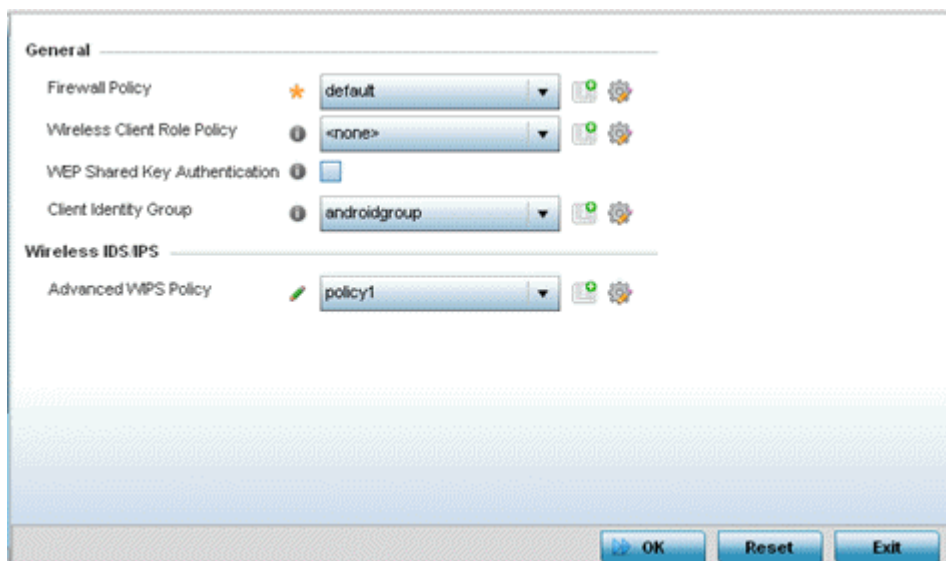 General
Firewall Policy default
Wireless Client Role Policy <none>
WEP Shared Key Authentication
Client Identity Group androidgroup
Wireless IDS/IPS
Advanced WIPS Policy policy1
OK Reset Exit